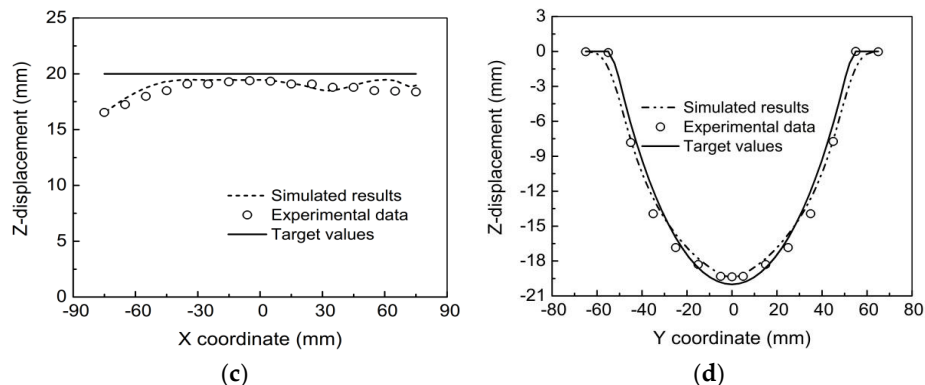 25
20
15
10
5
0
Z-displacement (mm)
Simulated results
Experimental data
Target values
-90 -60 -30 0 30 60 90
X coordinate (mm)
(c)
3
0
-3
-6
-9
-12
-15
-18
-21
Z-displacement (mm)
Simulated results
Experimental data
Target values
-80 -60 -40 -20 0 20 40 60 80
Y coordinate (mm)
(d)